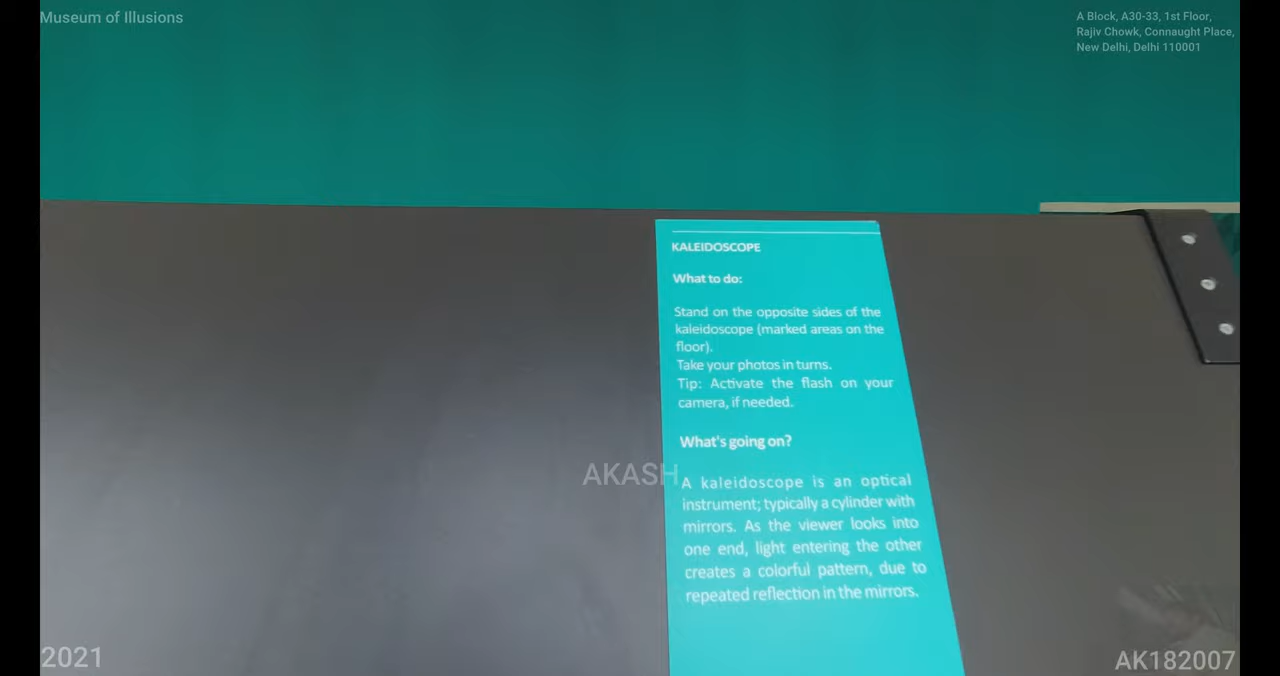 Museum of Illusions
A Block, A30-33, 1st Floor,
Rajiv Chowk, Connaught Place,
New Delhi, Delhi 110001
KALEIDOSCOPE
What to do:
Stand on the opposite sides of the
kaleidoscope (marked areas on the
floor).
Take your photos in turns.
Tip: Activate the flash on your
camera, if needed.
What's going on?
AKASH
A kaleidoscope is an optical
instrument; typically a cylinder with
mirrors. As the viewer looks into
one end, light entering the other
creates a colorful pattern, due to
repeated reflection in the mirrors.
2021
AK182007